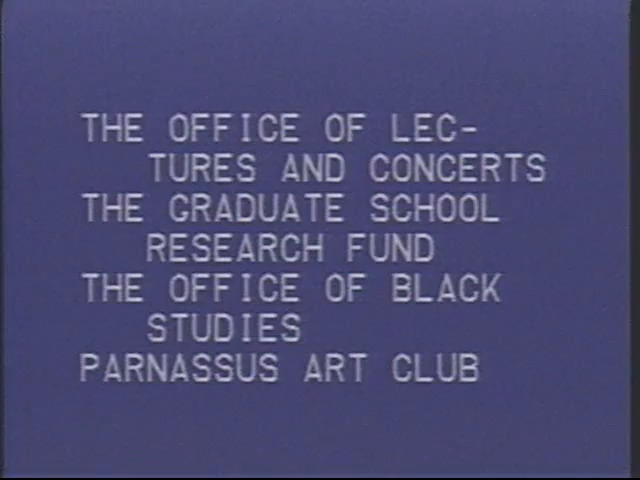 THE OFFICE OF LEC-
TURES AND CONCERTS
THE GRADUATE SCHOOL
RESEARCH FUND
THE OFFICE OF BLACK
STUDIES
PARNASSUS ART CLUB